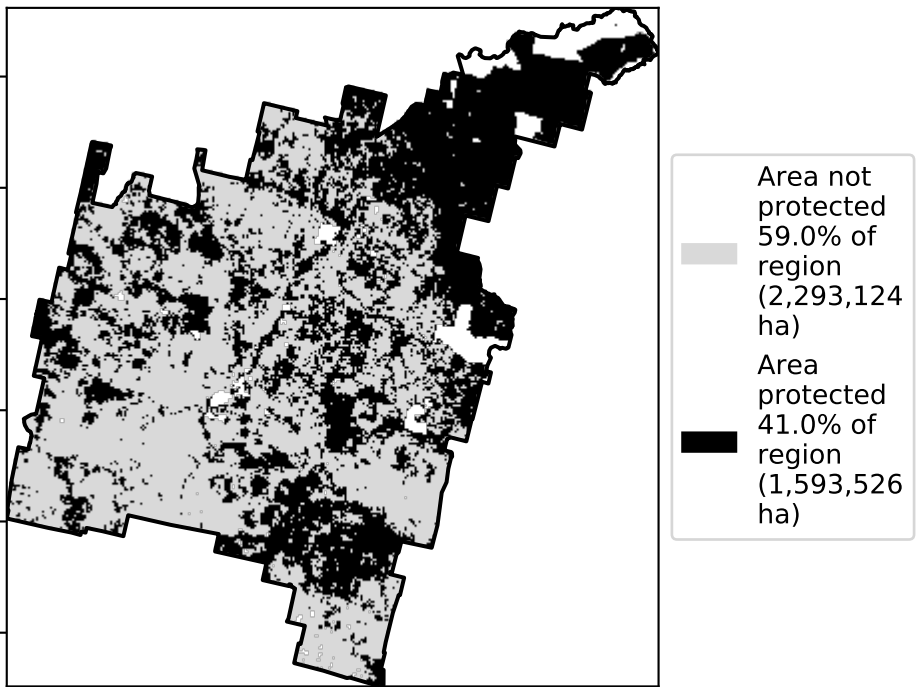 Area not
protected
59.0% of
region
(2,293,124
ha)
Area
protected
41.0% of
region
(1,593,526
ha)